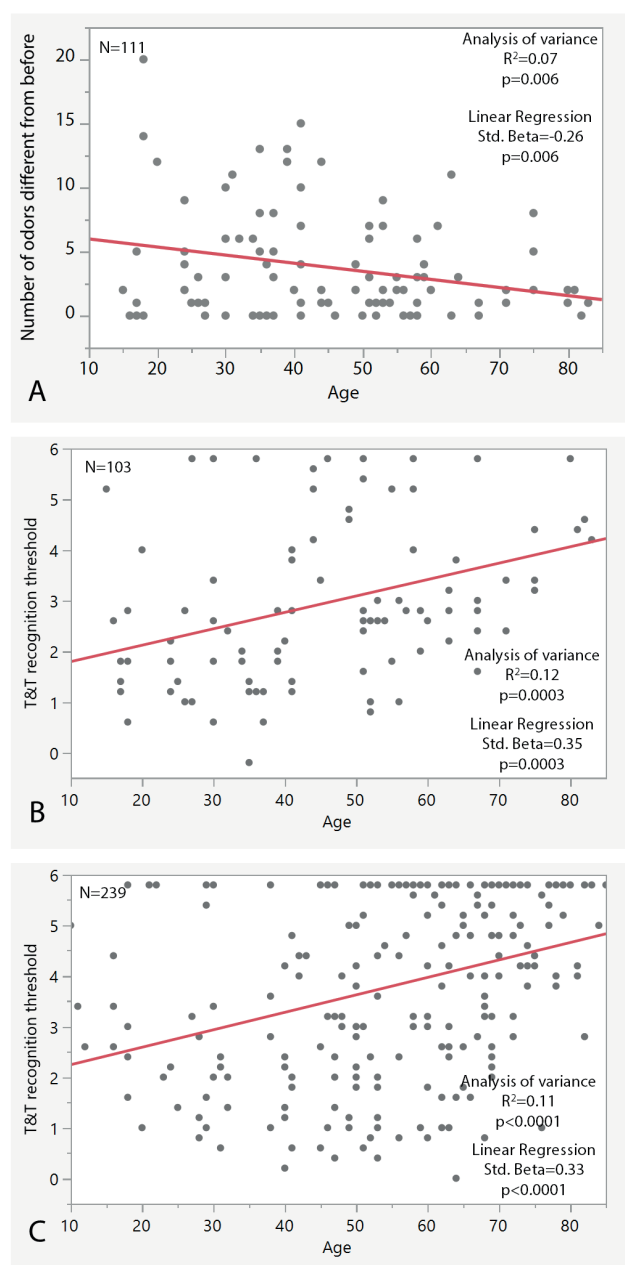 N=111
Analysis of variance
R²=0.07
p=0.006
Linear Regression
Std. Beta=-0.26
p=0.006
Number of odors different from before
20
15
10
5
0
10 20 30 40 50 60 70 80
Age
A
N=103
T&T recognition threshold
6
5
4
3
2
1
0
Analysis of variance
R²=0.12
p=0.0003
Linear Regression
Std. Beta=0.35
p=0.0003
10 20 30 40 50 60 70 80
Age
B
N=239
T&T recognition threshold
6
5
4
3
2
1
0
Analysis of variance
R²=0.11
p<0.0001
Linear Regression
Std. Beta=0.33
p<0.0001
10 20 30 40 50 60 70 80
Age
C